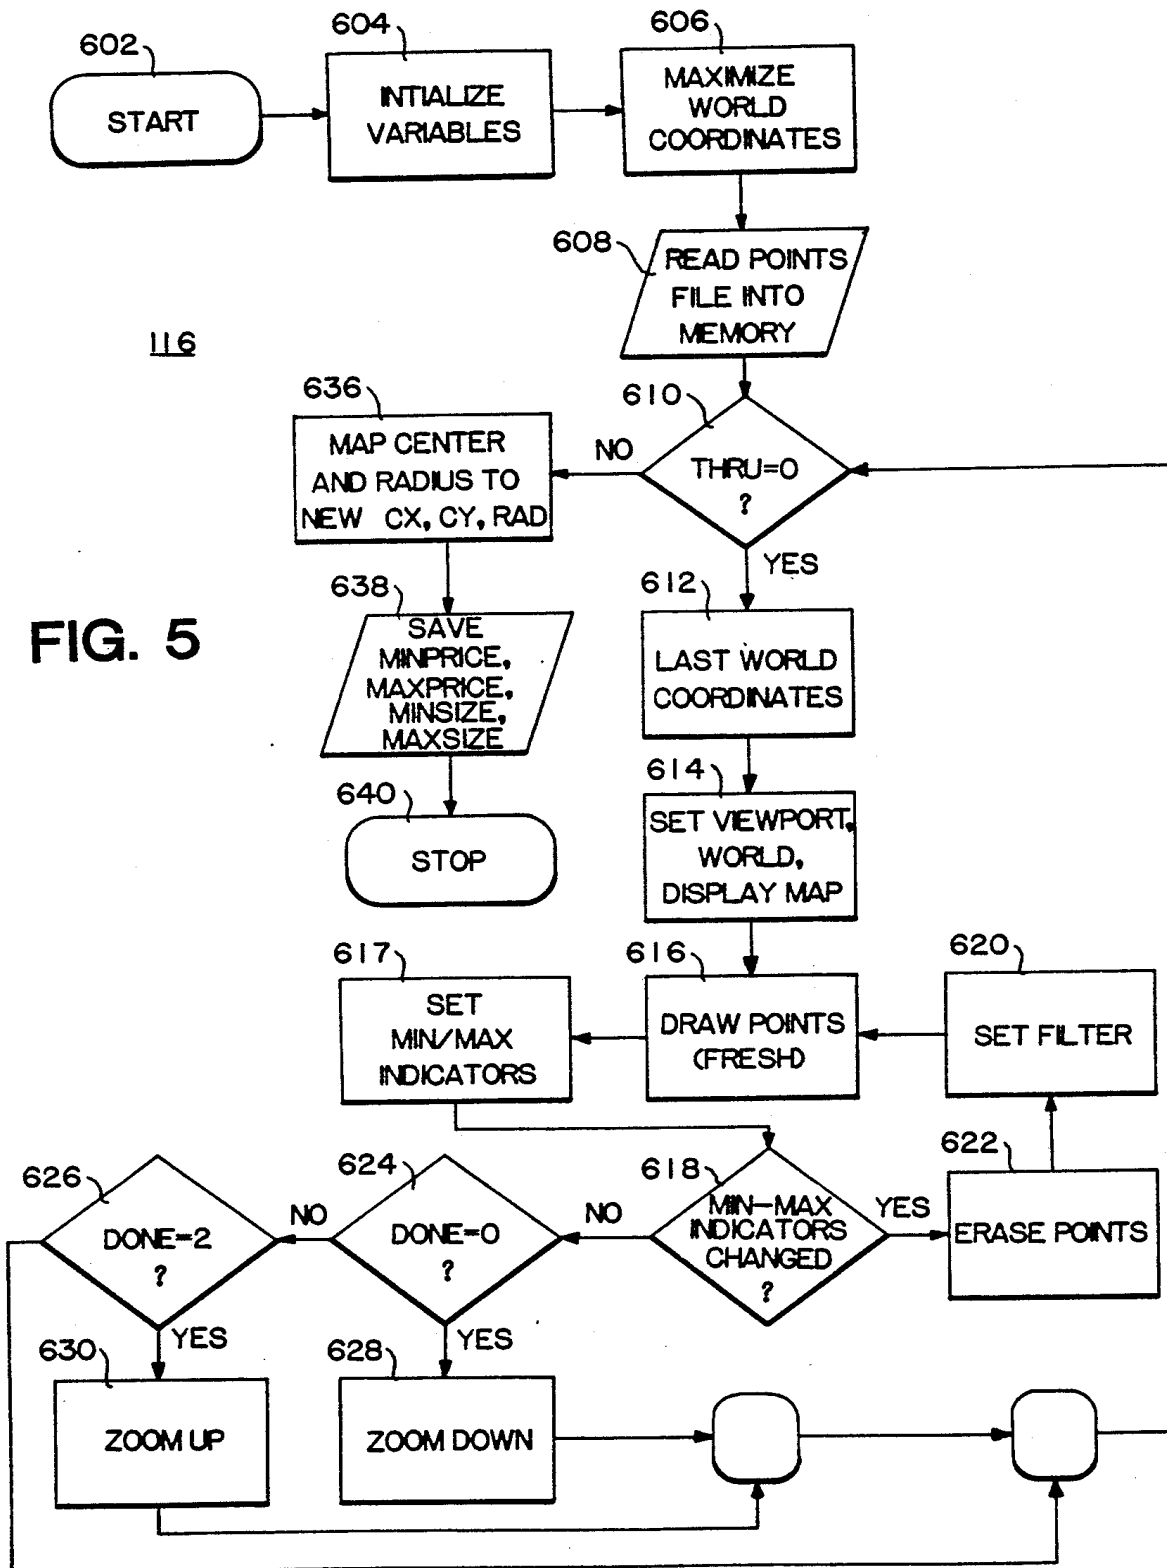 602
START
604
INTIALIZE
VARIABLES
606
MAXIMIZE
WORLD
COORDINATES
608
READ POINTS
FILE INTO
MEMORY
116
610
THRU=0
?
NO
YES
636
MAP CENTER
AND RADIUS TO
NEW CX, CY, RAD
638
SAVE
MINPRICE,
MAXPRICE,
MINSIZE,
MAXSIZE
640
STOP
FIG. 5
612
LAST WORLD
COORDINATES
614
SET VIEWPORT,
WORLD,
DISPLAY MAP
616
DRAW POINTS
(FRESH)
617
SET
MIN/MAX
INDICATORS
620
SET FILTER
622
ERASE POINTS
618
MIN-MAX
INDICATORS
CHANGED
?
YES
NO
624
DONE=0
?
NO
YES
626
DONE=2
?
YES
628
ZOOM DOWN
630
ZOOM UP